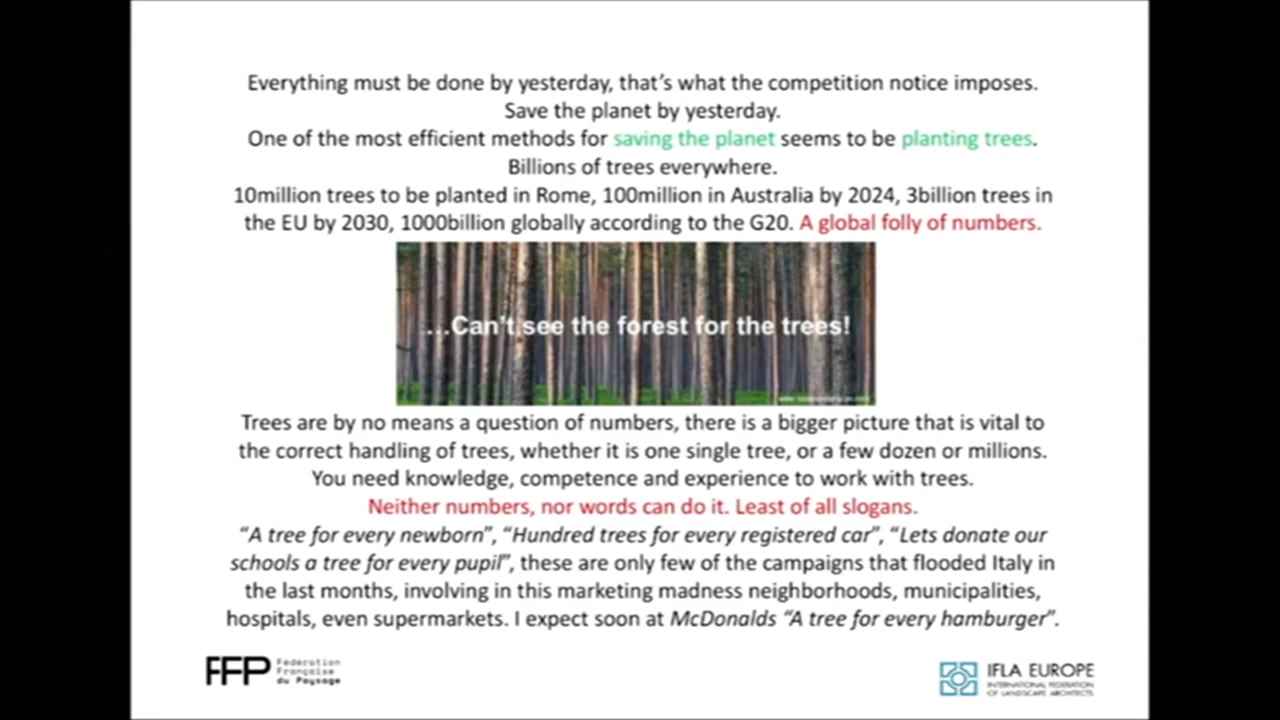 Everything must be done by yesterday, that's what the competition notice imposes.
Save the planet by yesterday.
One of the most efficient methods for saving the planet seems to be planting trees.
Billions of trees everywhere.
10million trees to be planted in Rome, 100million in Australia by 2024, 3billion trees in
the EU by 2030, 1000billion globally according to the G20. A global folly of numbers.
...Can't see the forest for the trees!
Trees are by no means a question of numbers, there is a bigger picture that is vital to
the correct handling of trees, whether it is one single tree, or a few dozen or millions.
You need knowledge, competence and experience to work with trees.
Neither numbers, nor words can do it. Least of all slogans.
“A tree for every newborn”, “Hundred trees for every registered car”, “Lets donate our
schools a tree for every pupil”, these are only few of the campaigns that flooded Italy in
the last months, involving in this marketing madness neighborhoods, municipalities,
hospitals, even supermarkets. I expect soon at McDonalds “A tree for every hamburger”.
FFP
Fédération
Française
du Paysage
IFLA EUROPE
INTERNATIONAL FEDERATION
OF LANDSCAPE ARCHITECTS